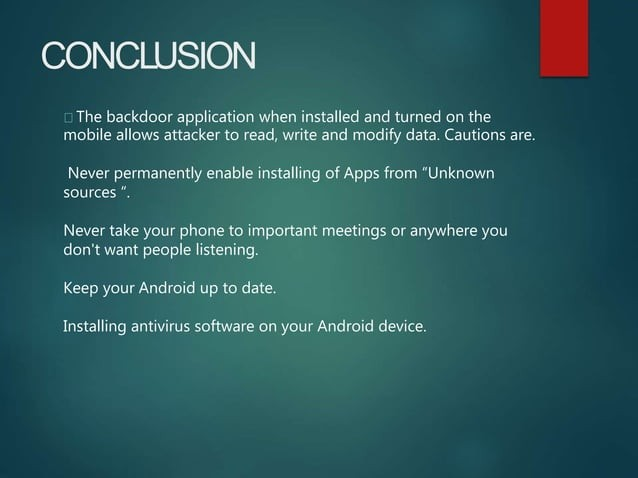 CONCLUSION
The backdoor application when installed and turned on the
mobile allows attacker to read, write and modify data. Cautions are.
Never permanently enable installing of Apps from “Unknown
sources “.
Never take your phone to important meetings or anywhere you
don't want people listening.
Keep your Android up to date.
Installing antivirus software on your Android device.